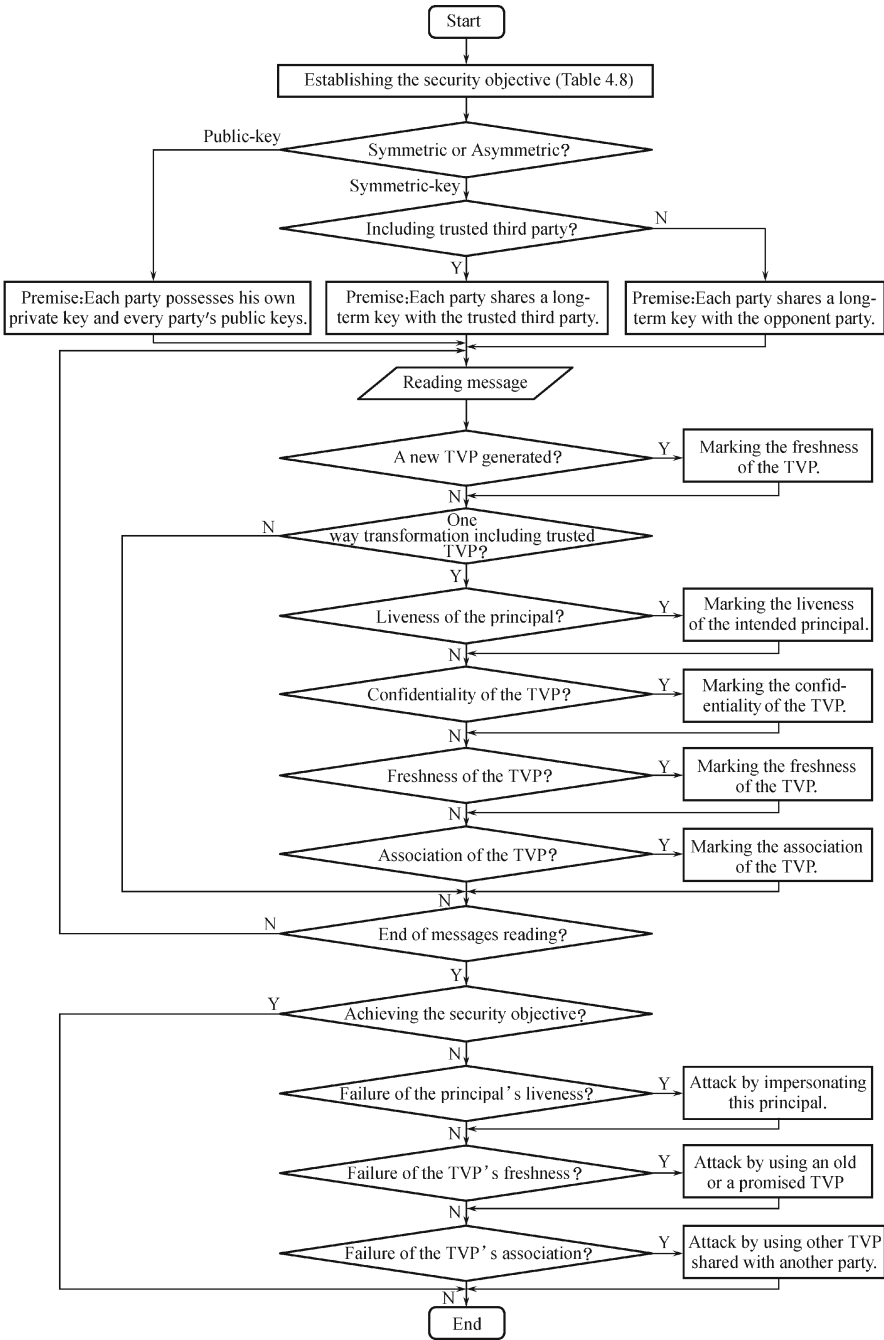 Start
Establishing the security objective (Table 4.8)
Public-key
Symmetric or Asymmetric?
Symmetric-key
Including trusted third party?
N
Y
Premise:Each party possesses his own
private key and every party's public keys.
Premise:Each party shares a long-
term key with the trusted third party.
Premise:Each party shares a long-
term key with the opponent party.
Reading message
A new TVP generated?
Y
Marking the freshness
of the TVP.
N
N
One
way transformation including trusted
TVP?
Y
Liveness of the principal?
Y
Marking the liveness
of the intended principal.
N
Confidentiality of the TVP?
Y
Marking the confid-
entiality of the TVP.
N
Freshness of the TVP?
Y
Marking the freshness
of the TVP.
N
Association of the TVP?
Y
Marking the association
of the TVP.
N
N
End of messages reading?
Y
Y
Achieving the security objective?
N
Failure of the principal's liveness?
Y
Attack by impersonating
this principal.
N
Failure of the TVP's freshness?
Y
Attack by using an old
or a promised TVP
N
Failure of the TVP's association?
Y
Attack by using other TVP
shared with another party.
N
End